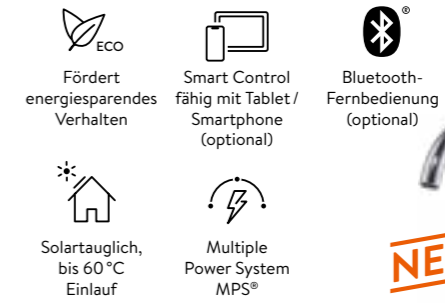 ECO
Fördert
energiesparendes
Verhalten
Smart Control
fähig mit Tablet /
Smartphone
(optional)
®
Bluetooth-
Fernbedienung
(optional)
Solartauglich,
bis 60 °C
Einlauf
Multiple
Power System
MPS®